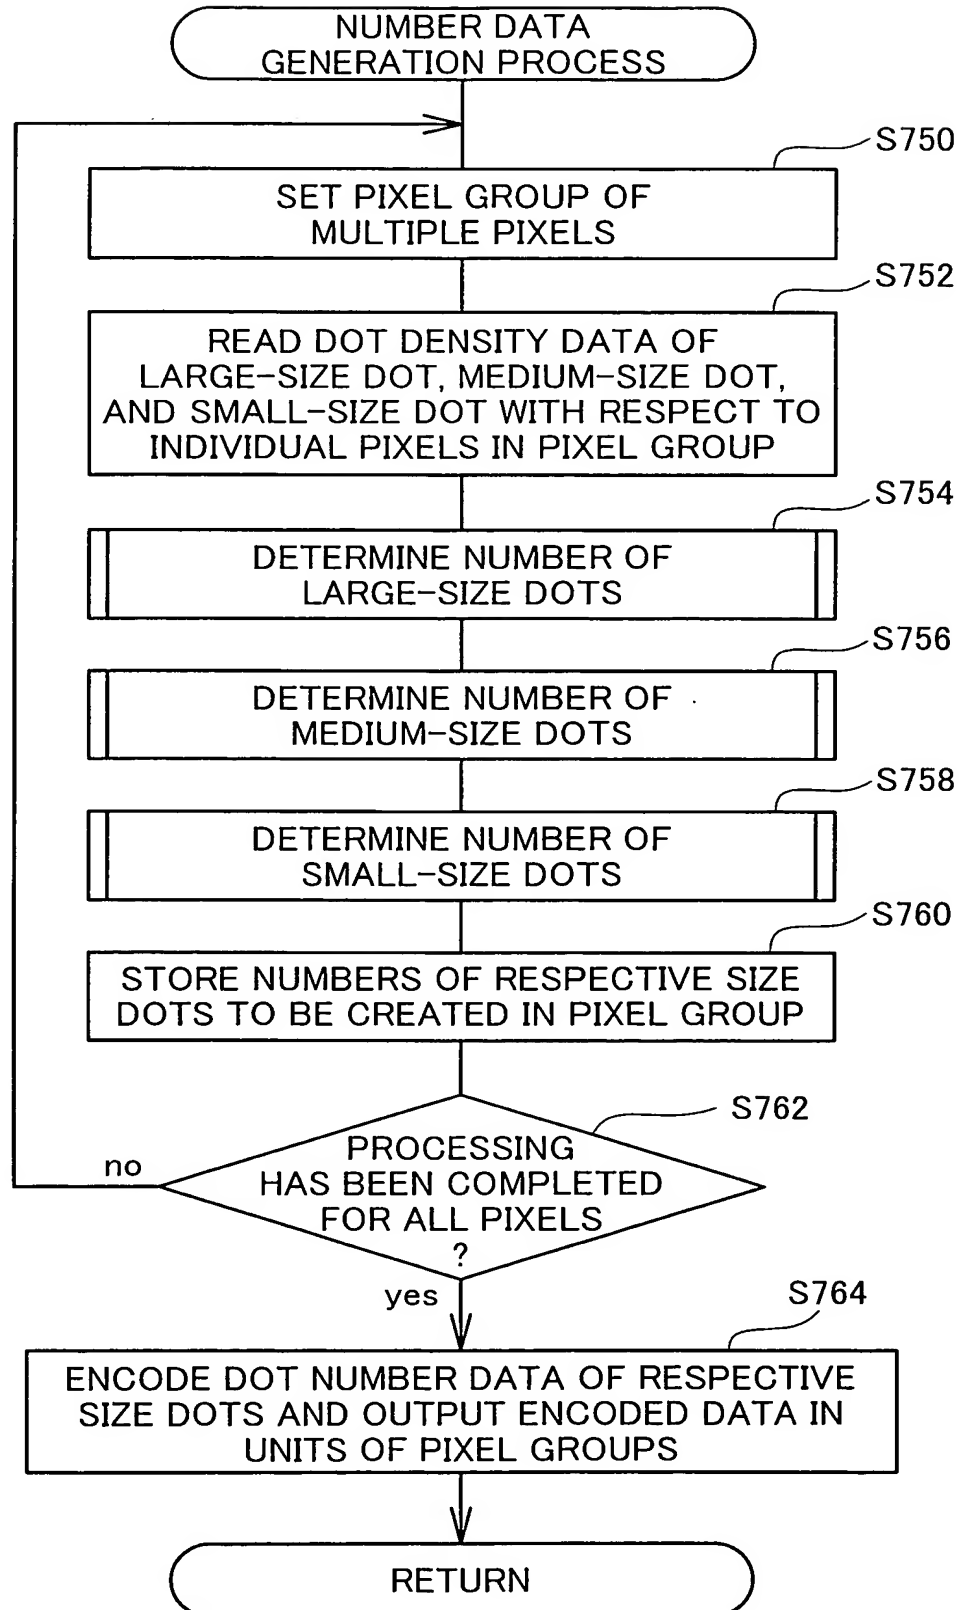 NUMBER DATA
GENERATION PROCESS
S750
SET PIXEL GROUP OF
MULTIPLE PIXELS
S752
READ DOT DENSITY DATA OF
LARGE-SIZE DOT, MEDIUM-SIZE DOT,
AND SMALL-SIZE DOT WITH RESPECT TO
INDIVIDUAL PIXELS IN PIXEL GROUP
S754
DETERMINE NUMBER OF
LARGE-SIZE DOTS
S756
DETERMINE NUMBER OF
MEDIUM-SIZE DOTS
S758
DETERMINE NUMBER OF
SMALL-SIZE DOTS
S760
STORE NUMBERS OF RESPECTIVE SIZE
DOTS TO BE CREATED IN PIXEL GROUP
S762
PROCESSING
HAS BEEN COMPLETED
FOR ALL PIXELS
?
no
yes
S764
ENCODE DOT NUMBER DATA OF RESPECTIVE
SIZE DOTS AND OUTPUT ENCODED DATA IN
UNITS OF PIXEL GROUPS
RETURN